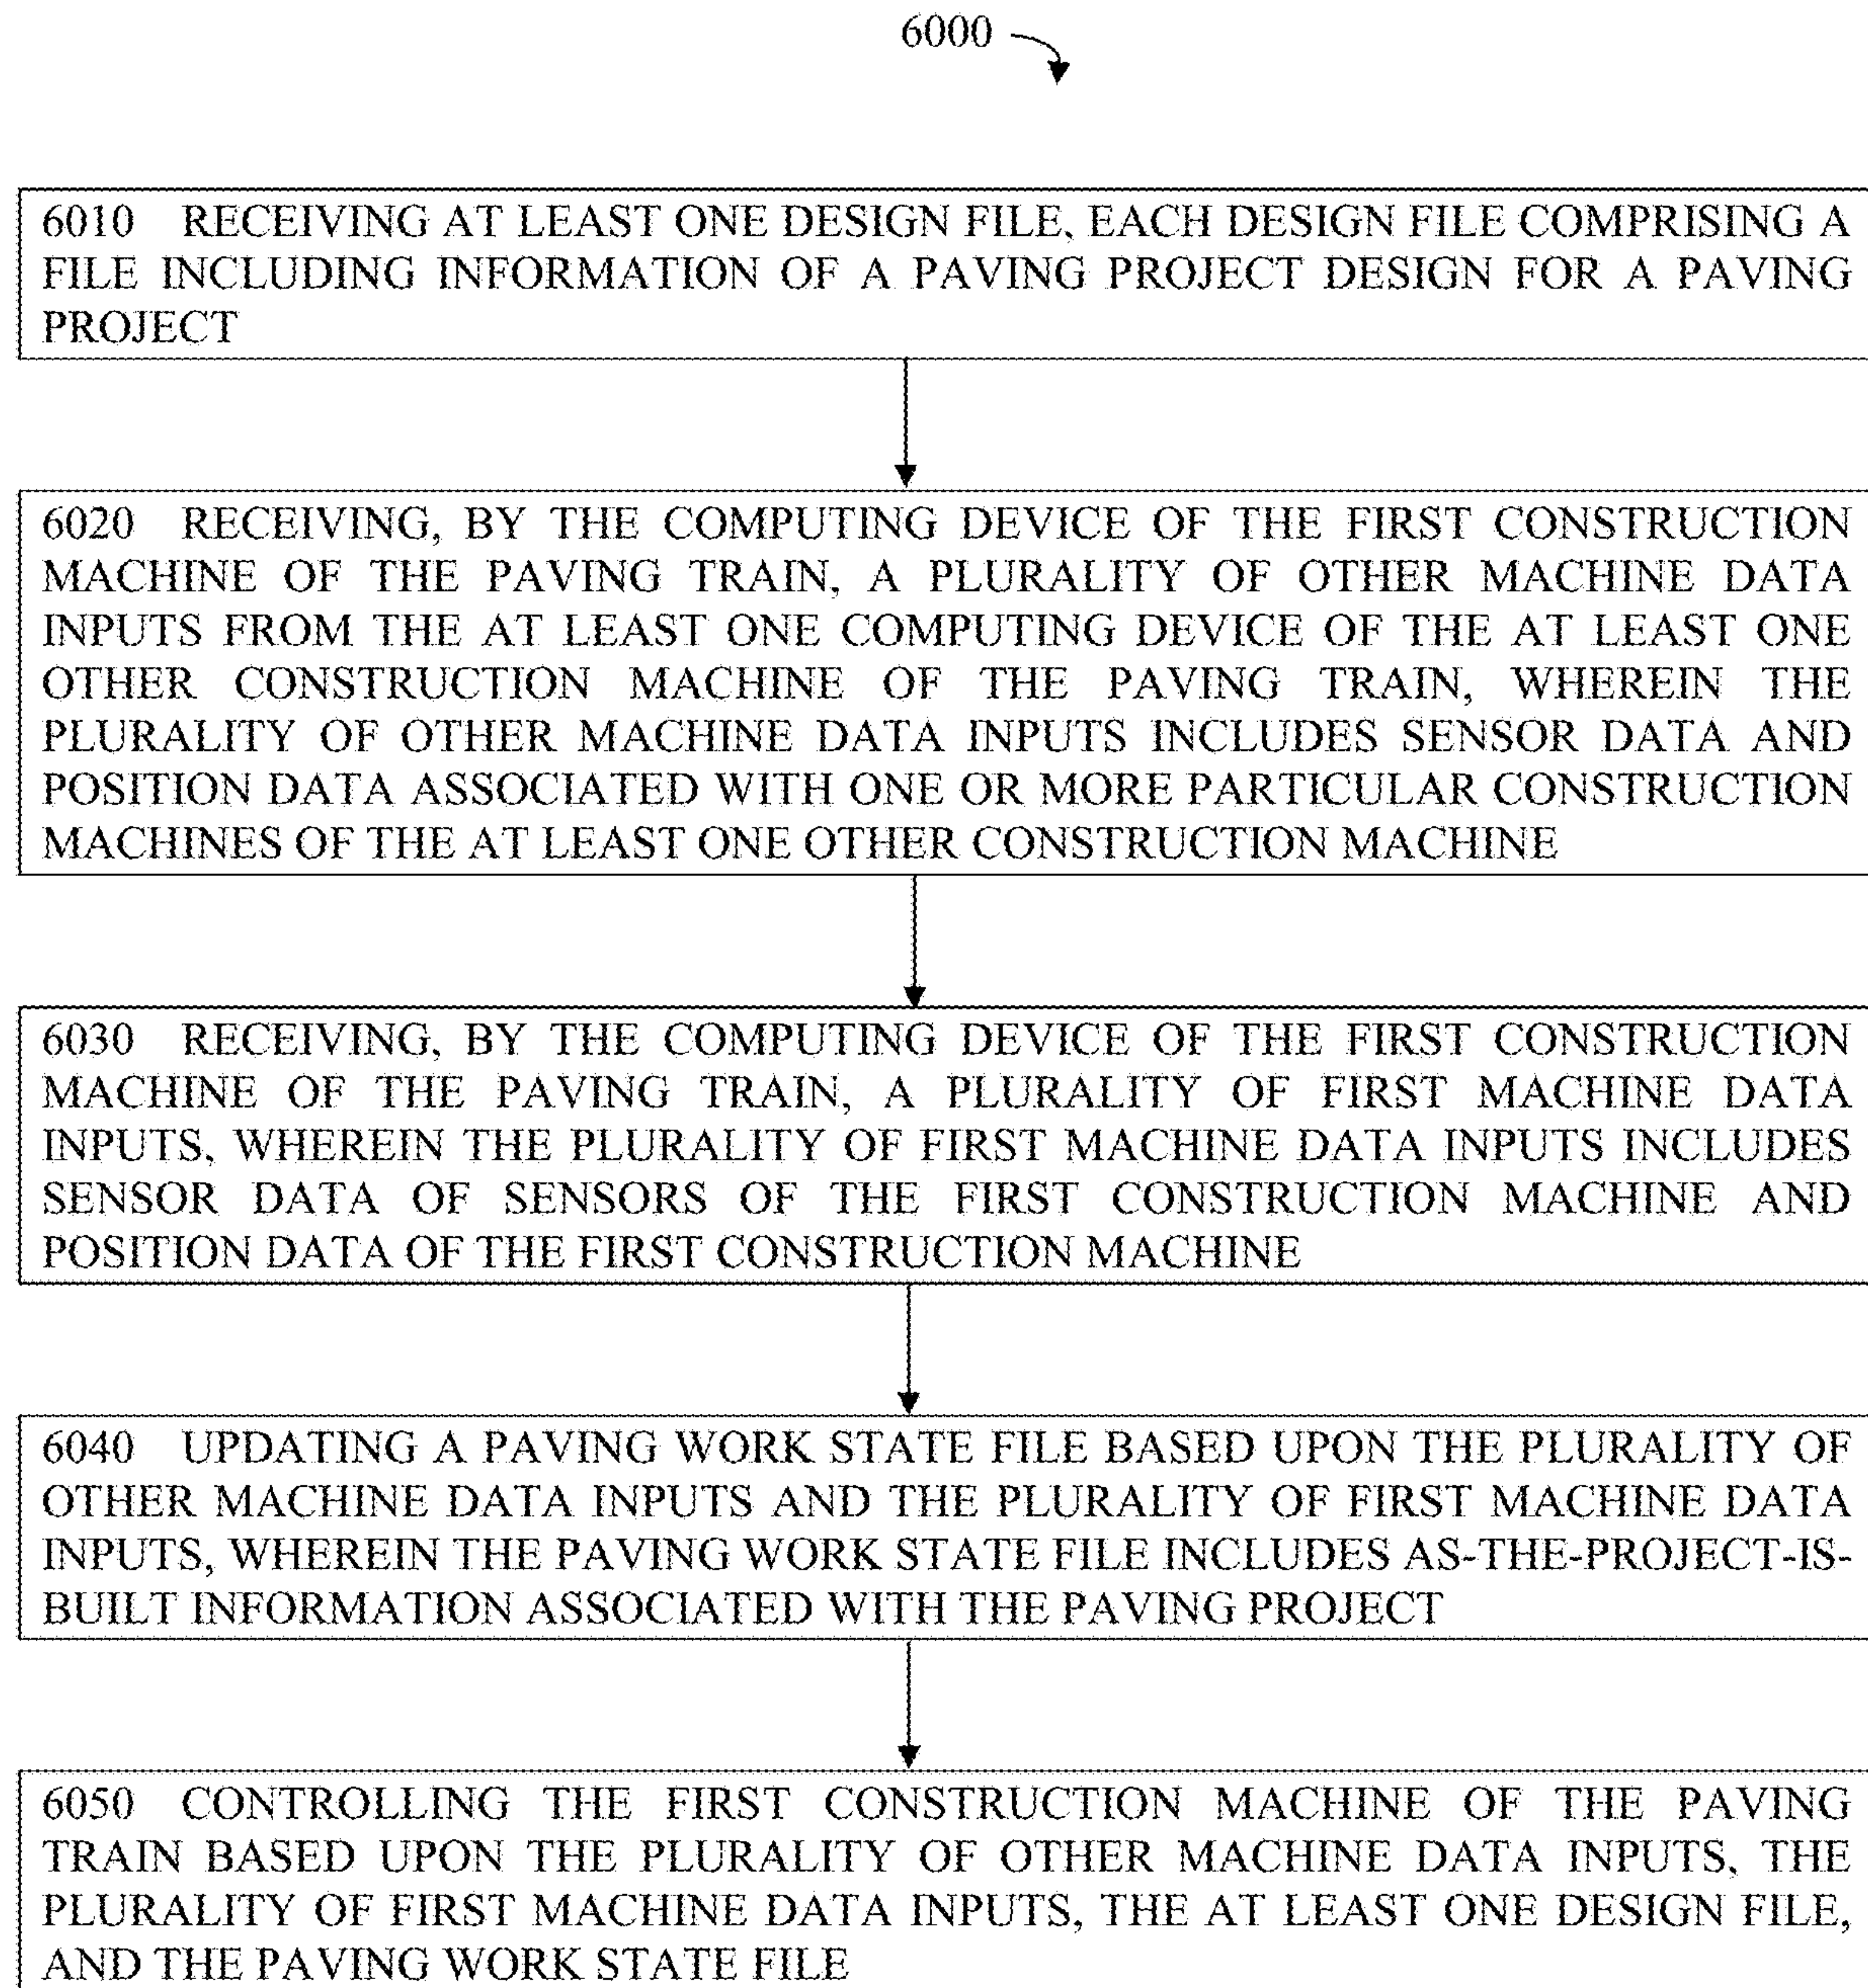 6000
6010 RECEIVING AT LEAST ONE DESIGN FILE, EACH DESIGN FILE COMPRISING A
FILE INCLUDING INFORMATION OF A PAVING PROJECT DESIGN FOR A PAVING
PROJECT
6020 RECEIVING, BY THE COMPUTING DEVICE OF THE FIRST CONSTRUCTION
MACHINE OF THE PAVING TRAIN, A PLURALITY OF OTHER MACHINE DATA
INPUTS FROM THE AT LEAST ONE COMPUTING DEVICE OF THE AT LEAST ONE
OTHER CONSTRUCTION MACHINE OF THE PAVING TRAIN, WHEREIN THE
PLURALITY OF OTHER MACHINE DATA INPUTS INCLUDES SENSOR DATA AND
POSITION DATA ASSOCIATED WITH ONE OR MORE PARTICULAR CONSTRUCTION
MACHINES OF THE AT LEAST ONE OTHER CONSTRUCTION MACHINE
6030 RECEIVING, BY THE COMPUTING DEVICE OF THE FIRST CONSTRUCTION
MACHINE OF THE PAVING TRAIN, A PLURALITY OF FIRST MACHINE DATA
INPUTS, WHEREIN THE PLURALITY OF FIRST MACHINE DATA INPUTS INCLUDES
SENSOR DATA OF SENSORS OF THE FIRST CONSTRUCTION MACHINE AND
POSITION DATA OF THE FIRST CONSTRUCTION MACHINE
6040 UPDATING A PAVING WORK STATE FILE BASED UPON THE PLURALITY OF
OTHER MACHINE DATA INPUTS AND THE PLURALITY OF FIRST MACHINE DATA
INPUTS, WHEREIN THE PAVING WORK STATE FILE INCLUDES AS-THE-PROJECT-IS-
BUILT INFORMATION ASSOCIATED WITH THE PAVING PROJECT
6050 CONTROLLING THE FIRST CONSTRUCTION MACHINE OF THE PAVING
TRAIN BASED UPON THE PLURALITY OF OTHER MACHINE DATA INPUTS, THE
PLURALITY OF FIRST MACHINE DATA INPUTS, THE AT LEAST ONE DESIGN FILE,
AND THE PAVING WORK STATE FILE